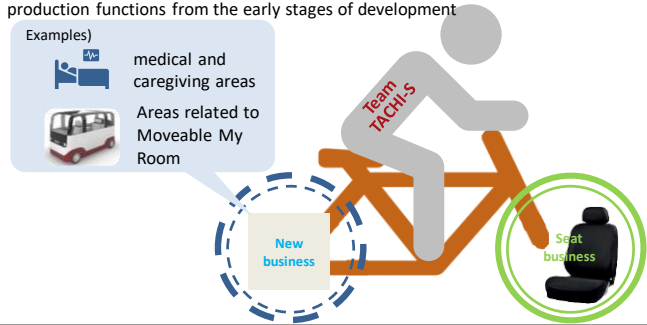 production functions from the early stages of development
Examples)
medical and
caregiving areas
Areas related to
Moveable My
Room
Team
TACHI-S
New
business
Seat
business